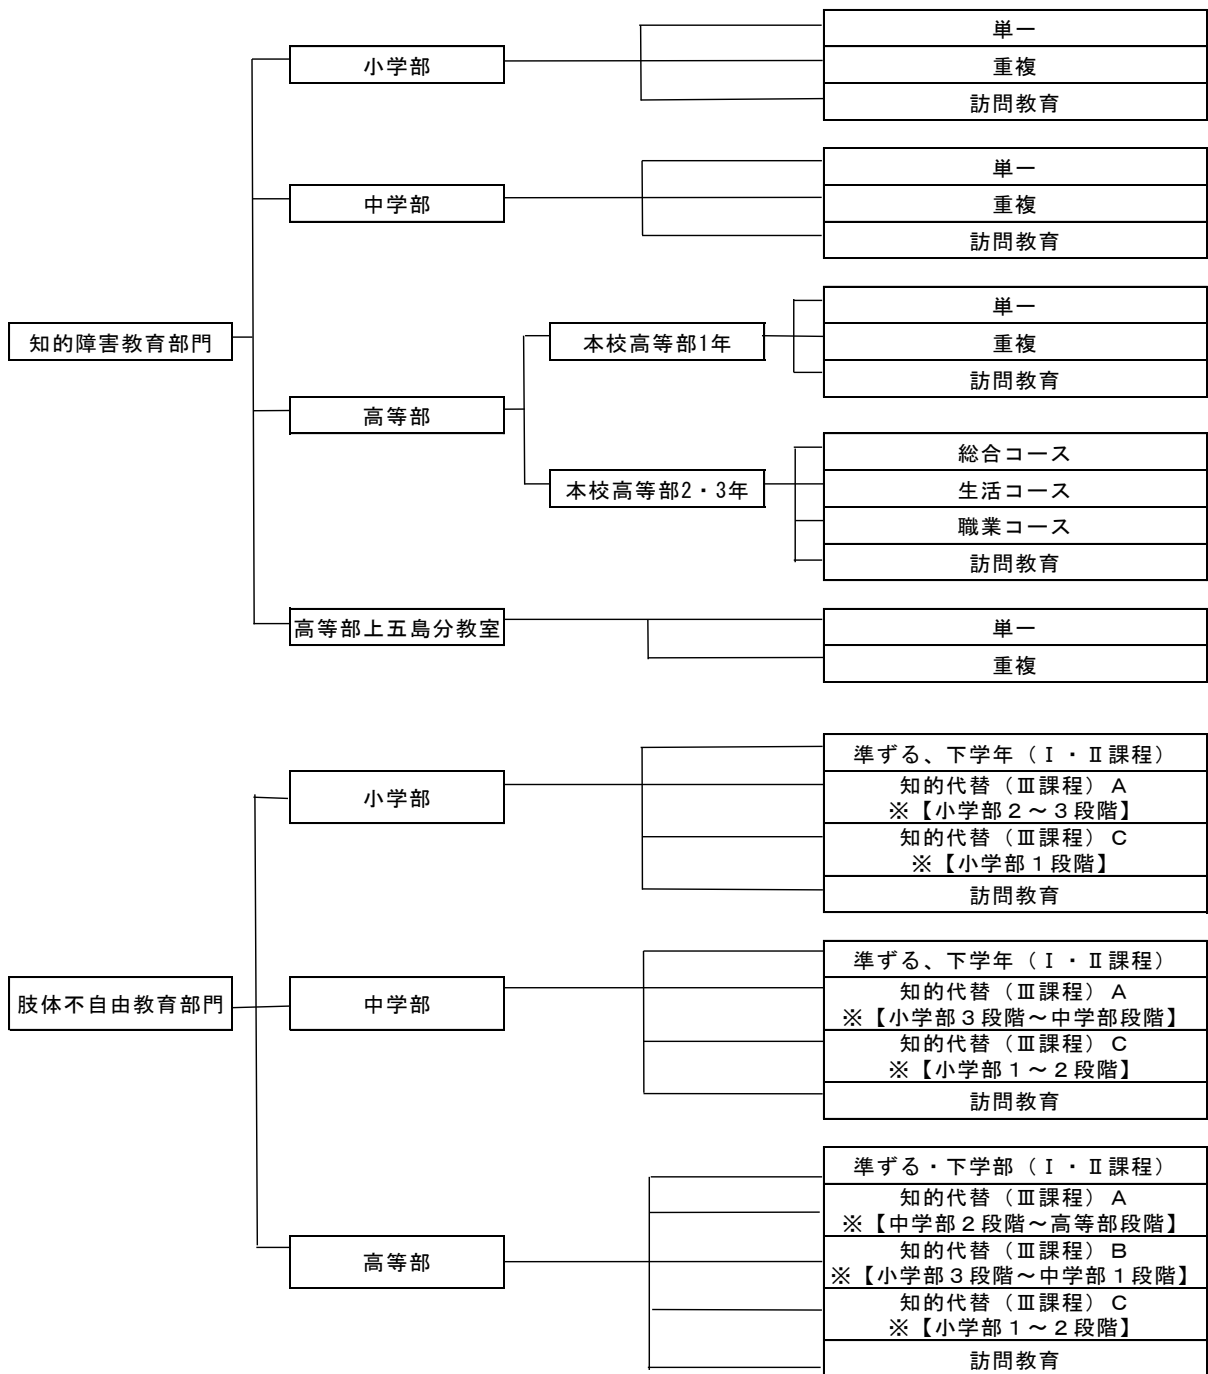 知的障害教育部門
小学部
単一
重複
訪問教育
中学部
単一
重複
訪問教育
高等部
本校高等部1年
単一
重複
訪問教育
本校高等部2・3年
総合コース
生活コース
職業コース
訪問教育
高等部上五島分教室
単一
重複
肢体不自由教育部門
小学部
準ずる、下学年（Ⅰ・Ⅱ課程）
知的代替（Ⅲ課程）Ａ
※【小学部２～３段階】
知的代替（Ⅲ課程）Ｃ
※【小学部１段階】
訪問教育
中学部
準ずる、下学年（Ⅰ・Ⅱ課程）
知的代替（Ⅲ課程）Ａ
※【小学部３段階～中学部段階】
知的代替（Ⅲ課程）Ｃ
※【小学部１～２段階】
訪問教育
高等部
準ずる・下学部（Ⅰ・Ⅱ課程）
知的代替（Ⅲ課程）Ａ
※【中学部２段階～高等部段階】
知的代替（Ⅲ課程）Ｂ
※【小学部３段階～中学部１段階】
知的代替（Ⅲ課程）Ｃ
※【小学部１～２段階】
訪問教育